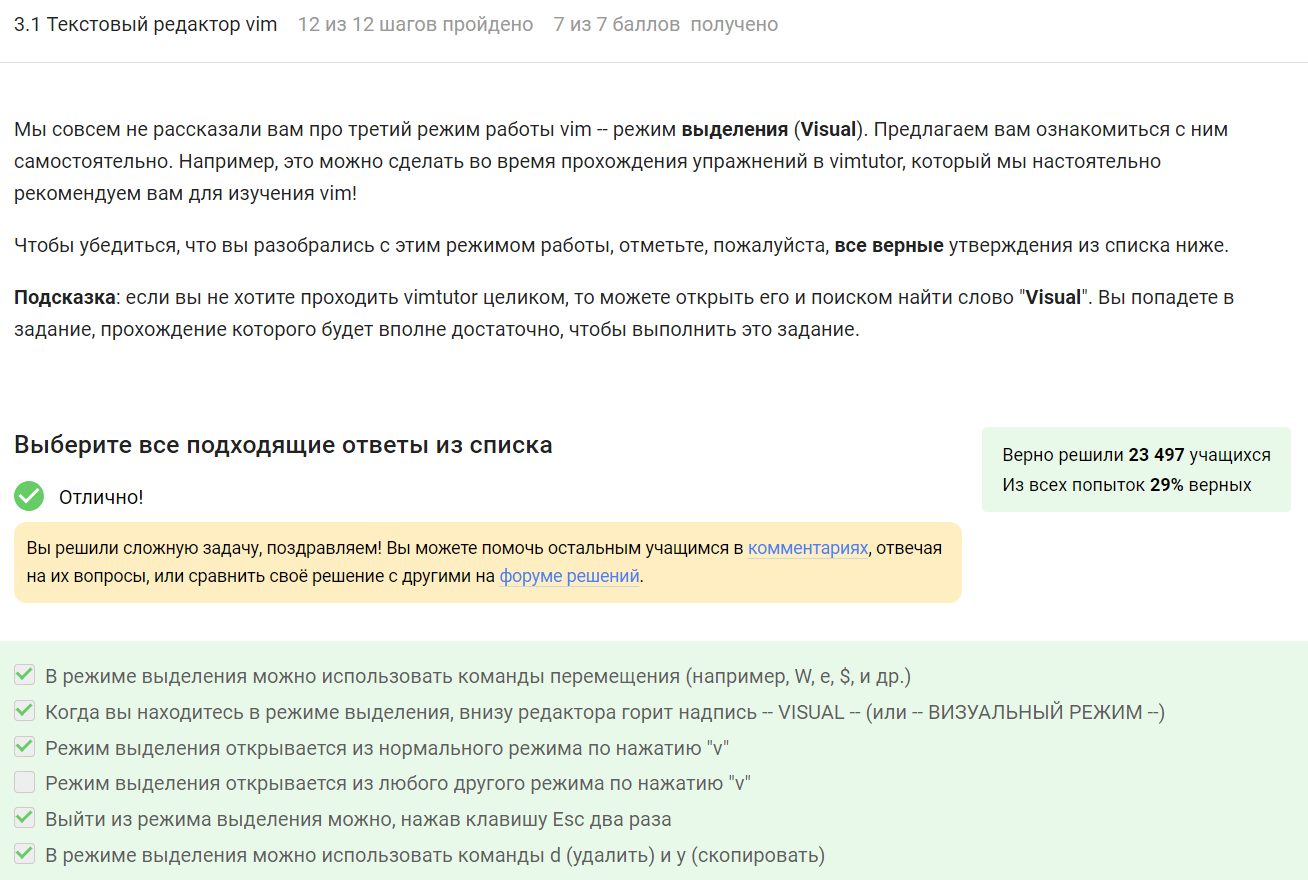 3.1 Текстовый редактор vim 12 из 12 шагов пройдено 7 из 7 баллов получено
Мы совсем не рассказали вам про третий режим работы vim -- режим выделения (Visual). Предлагаем вам ознакомиться с ним
самостоятельно. Например, это можно сделать во время прохождения упражнений в vimtutor, который мы настоятельно
рекомендуем вам для изучения vim!
Чтобы убедиться, что вы разобрались с этим режимом работы, отметьте, пожалуйста, все верные утверждения из списка ниже.
Подсказка: если вы не хотите проходить vimtutor целиком, то можете открыть его и поиском найти слово "Visual". Вы попадете в
задание, прохождение которого будет вполне достаточно, чтобы выполнить это задание.
Выберите все подходящие ответы из списка
Верно решили 23 497 учащихся
Из всех попыток 29% верных
Отлично!
Вы решили сложную задачу, поздравляем! Вы можете помочь остальным учащимся в комментариях, отвечая
на их вопросы, или сравнить своё решение с другими на форуме решений.
В режиме выделения можно использовать команды перемещения (например, W, e, $, и др.)
Когда вы находитесь в режиме выделения, внизу редактора горит надпись -- VISUAL -- (или -- ВИЗУАЛЬНЫЙ РЕЖИМ --)
Режим выделения открывается из нормального режима по нажатию "v"
Режим выделения открывается из любого другого режима по нажатию "v"
Выйти из режима выделения можно, нажав клавишу Esc два раза
В режиме выделения можно использовать команды d (удалить) и y (скопировать)